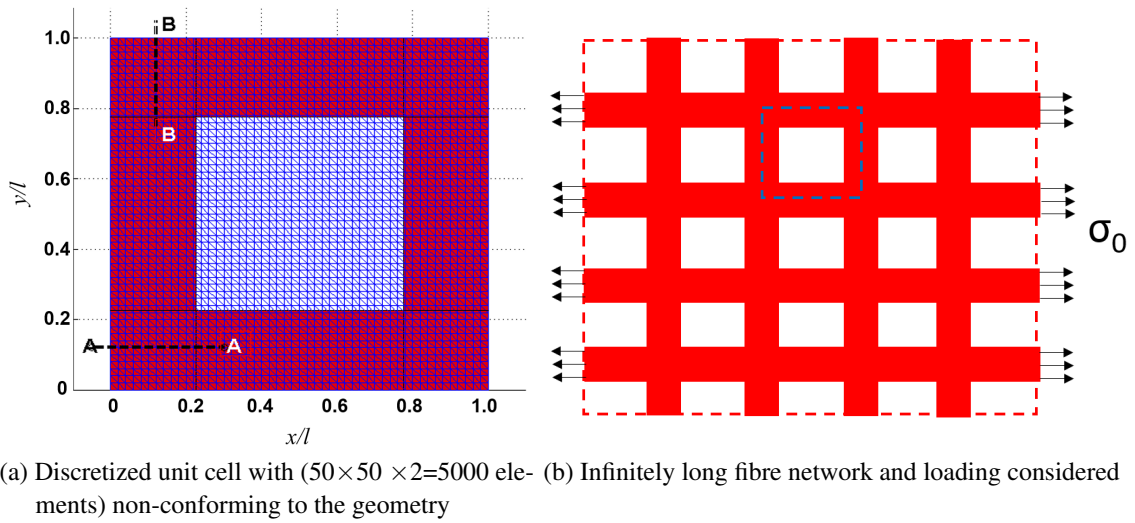 B
B
1.0
0.8
0.6
0.4
0.2
0
y/l
A
A
0
0.2
0.4
0.6
0.8
1.0
x/l
σ0
(a) Discretized unit cell with (50×50 ×2=5000 ele-
ments) non-conforming to the geometry
(b) Infinitely long fibre network and loading considered